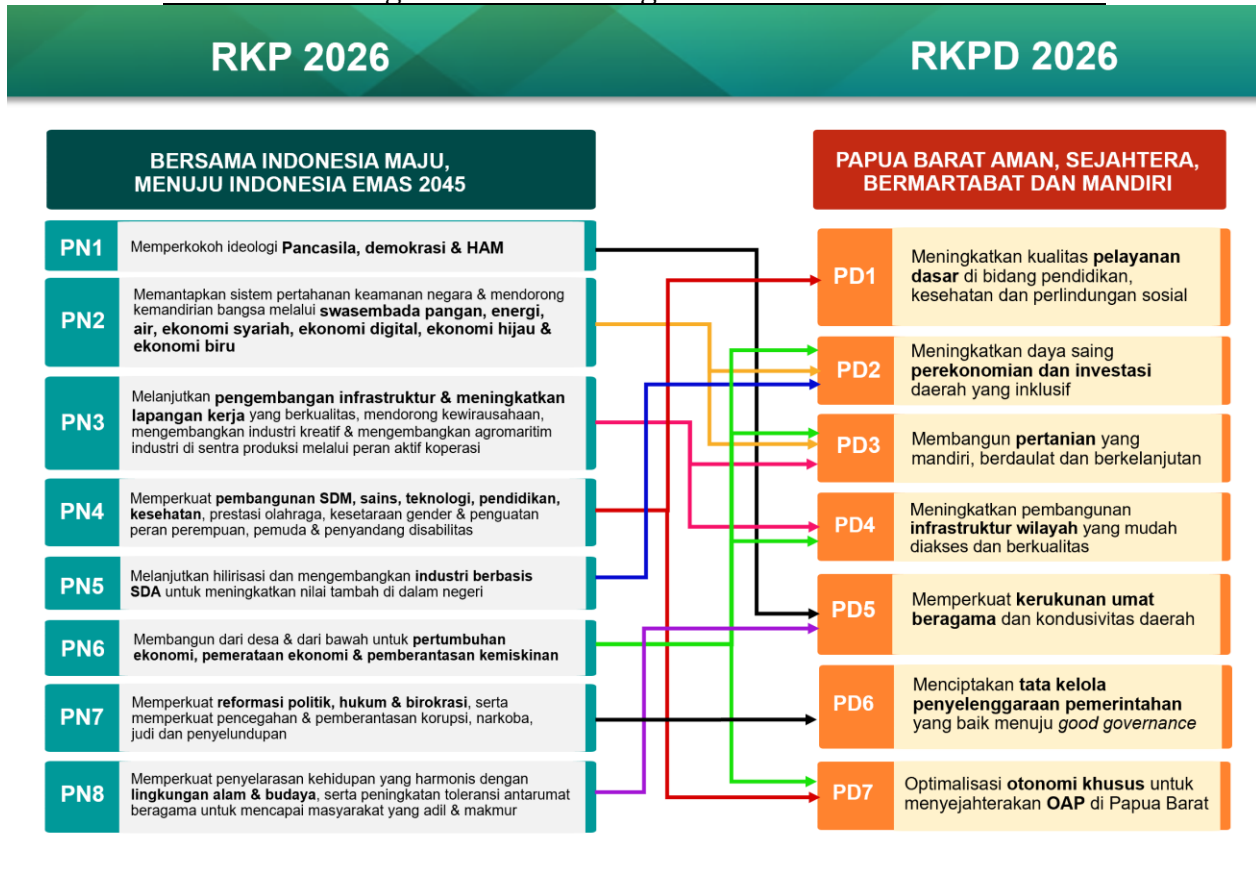 RKP 2026
RKPD 2026
BERSAMA INDONESIA MAJU,
MENUJU INDONESIA EMAS 2045
PN1
Memperkokoh ideologi Pancasila, demokrasi & HAM
PN2
Memantapkan sistem pertahanan keamanan negara & mendorong
kemandirian bangsa melalui swasembada pangan, energi,
air, ekonomi syariah, ekonomi digital, ekonomi hijau &
ekonomi biru
PN3
Melanjutkan pengembangan infrastruktur & meningkatkan
lapangan kerja yang berkualitas, mendorong kewirausahaan,
mengembangkan industri kreatif & mengembangkan agromaritim
industri di sentra produksi melalui peran aktif koperasi
PN4
Memperkuat pembangunan SDM, sains, teknologi, pendidikan,
kesehatan, prestasi olahraga, kesetaraan gender & penguatan
peran perempuan, pemuda & penyandang disabilitas
PN5
Melanjutkan hilirisasi dan mengembangkan industri berbasis
SDA untuk meningkatkan nilai tambah di dalam negeri
PN6
Membangun dari desa & dari bawah untuk pertumbuhan
ekonomi, pemerataan ekonomi & pemberantasan kemiskinan
PN7
Memperkuat reformasi politik, hukum & birokrasi, serta
memperkuat pencegahan & pemberantasan korupsi, narkoba,
judi dan penyelundupan
PN8
Memperkuat penyelarasan kehidupan yang harmonis dengan
lingkungan alam & budaya, serta peningkatan toleransi antarumat
beragama untuk mencapai masyarakat yang adil & makmur
PAPUA BARAT AMAN, SEJAHTERA,
BERMARTABAT DAN MANDIRI
PD1
Meningkatkan kualitas pelayanan
dasar di bidang pendidikan,
kesehatan dan perlindungan sosial
PD2
Meningkatkan daya saing
perekonomian dan investasi
daerah yang inklusif
PD3
Membangun pertanian yang
mandiri, berdaulat dan berkelanjutan
PD4
Meningkatkan pembangunan
infrastruktur wilayah yang mudah
diakses dan berkualitas
PD5
Memperkuat kerukunan umat
beragama dan kondusivitas daerah
PD6
Menciptakan tata kelola
penyelenggaraan pemerintahan
yang baik menuju good governance
PD7
Optimalisasi otonomi khusus untuk
menyejahterakan OAP di Papua Barat